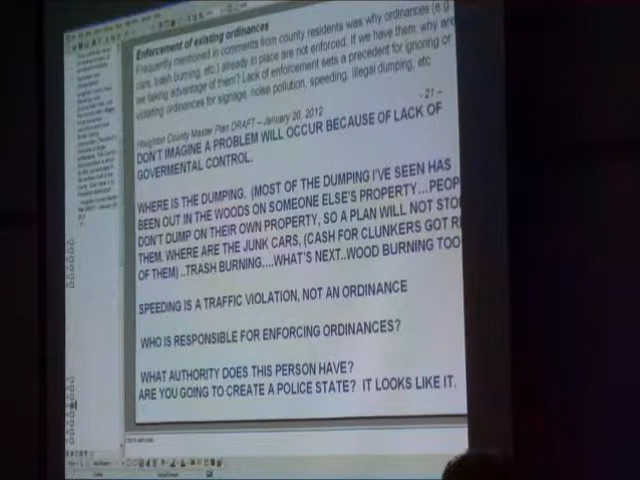 Enforcement of existing ordinances
Frequently mentioned in comments from county residents was why ordinances (e.g.
cars, trash burning, etc.) already in place are not enforced. If we have them, why are
we taking advantage of them? Lack of enforcement sets a precedent for ignoring or
violating ordinances for signage, noise pollution, speeding, illegal dumping, etc
- 21 -
Houghton County Master Plan DRAFT – January 20, 2012
DON'T IMAGINE A PROBLEM WILL OCCUR BECAUSE OF LACK OF
GOVERMENTAL CONTROL.
WHERE IS THE DUMPING. (MOST OF THE DUMPING I'VE SEEN HAS
BEEN OUT IN THE WOODS ON SOMEONE ELSE'S PROPERTY…PEOP
DON'T DUMP ON THEIR OWN PROPERTY, SO A PLAN WILL NOT STO
THEM. WHERE ARE THE JUNK CARS, (CASH FOR CLUNKERS GOT R
OF THEM) ..TRASH BURNING....WHAT'S NEXT..WOOD BURNING TOO
SPEEDING IS A TRAFFIC VIOLATION, NOT AN ORDINANCE
WHO IS RESPONSIBLE FOR ENFORCING ORDINANCES?
WHAT AUTHORITY DOES THIS PERSON HAVE?
ARE YOU GOING TO CREATE A POLICE STATE? IT LOOKS LIKE IT.